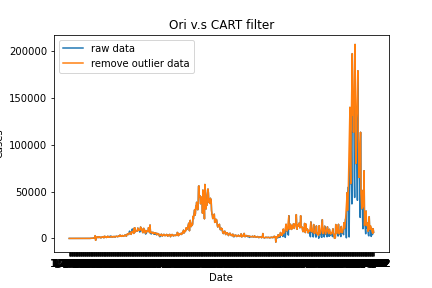 Ori v.s CART filter
raw data
remove outlier data
200000
150000
100000
50000
0
Date